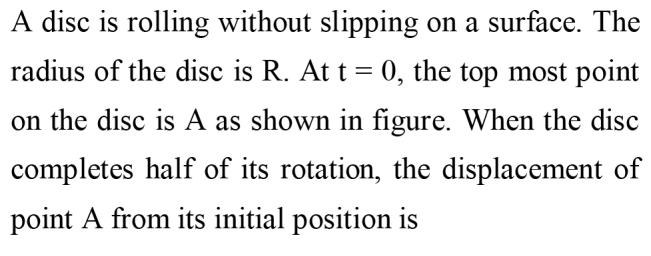 A disc is rolling without slipping on a surface. The
radius of the disc is R. At t = 0, the top most point
on the disc is A as shown in figure. When the disc
completes half of its rotation, the displacement of
point A from its initial position is